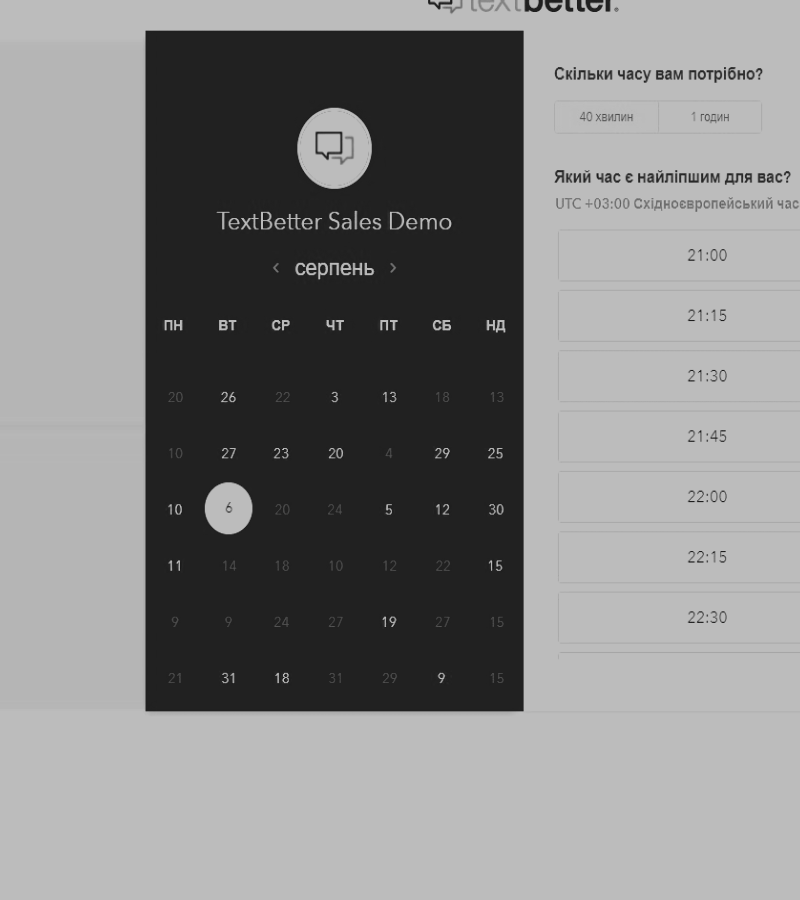 textbetter.
TextBetter Sales Demo
‹ серпень ›
ПН ВТ СР ЧТ ПТ СБ НД
20 26 22 3 13 18 13
10 27 23 20 4 29 25
10 6 20 24 5 12 30
11 14 18 10 12 22 15
9 9 24 27 19 27 15
21 31 18 31 29 9 15
Скільки часу вам потрібно?
40 хвилин 1 годин
Який час є найліпшим для вас?
UTC +03:00 Східноєвропейський час
21:00
21:15
21:30
21:45
22:00
22:15
22:30